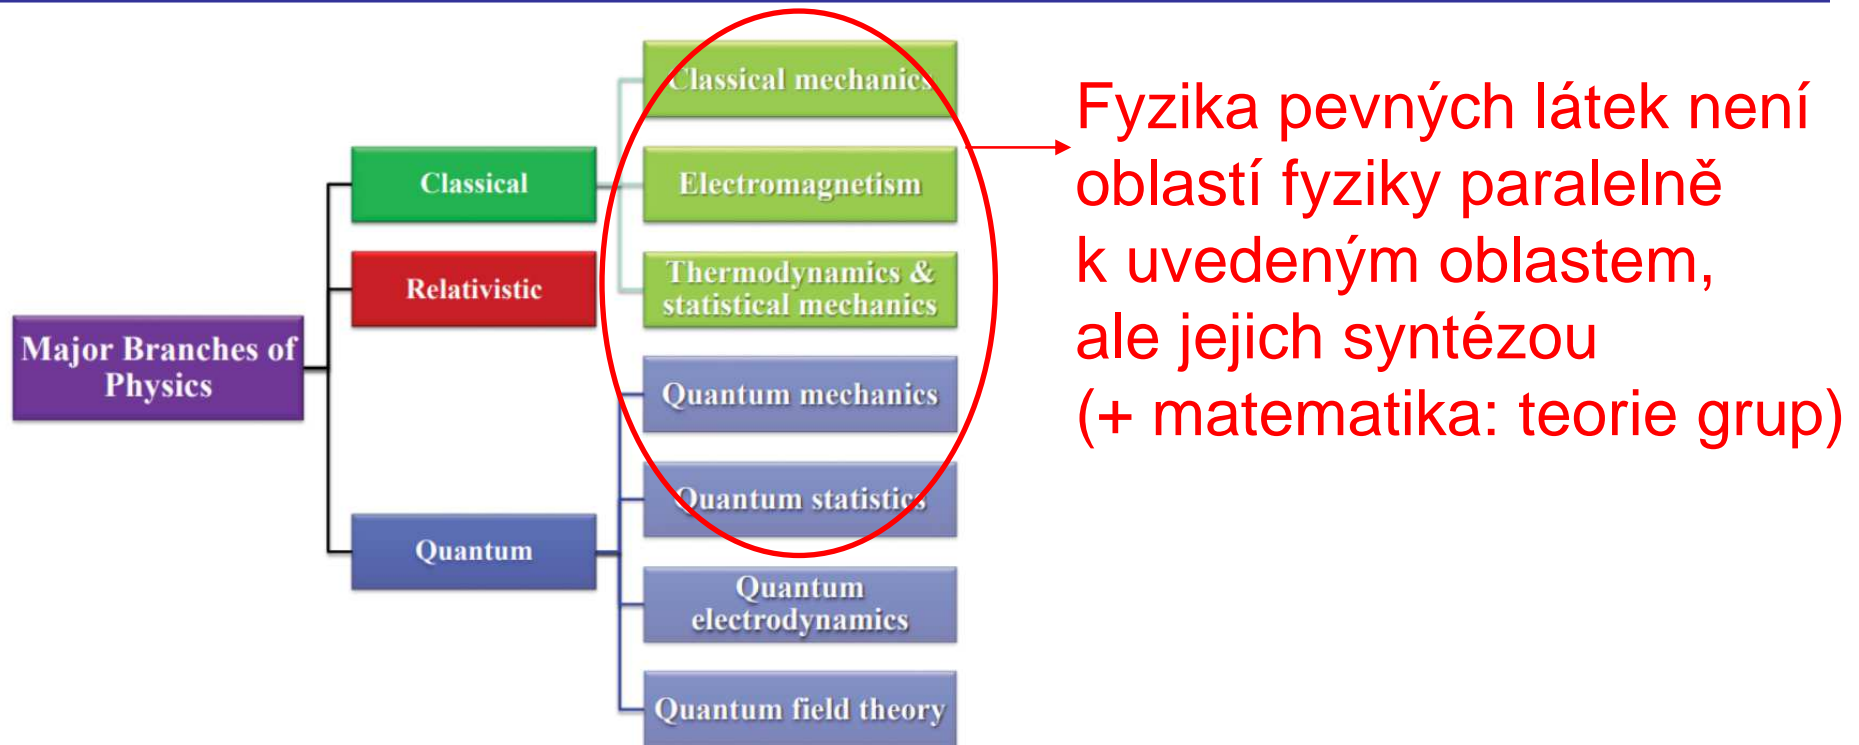 Major Branches of
Physics
Classical
Relativistic
Quantum
Classical mechanics
Electromagnetism
Thermodynamics &
statistical mechanics
Quantum mechanics
Quantum statistics
Quantum
electrodynamics
Quantum field theory
Fyzika pevných látek není
oblastí fyziky paralelně
k uvedeným oblastem,
ale jejich syntézou
(+ matematika: teorie grup)